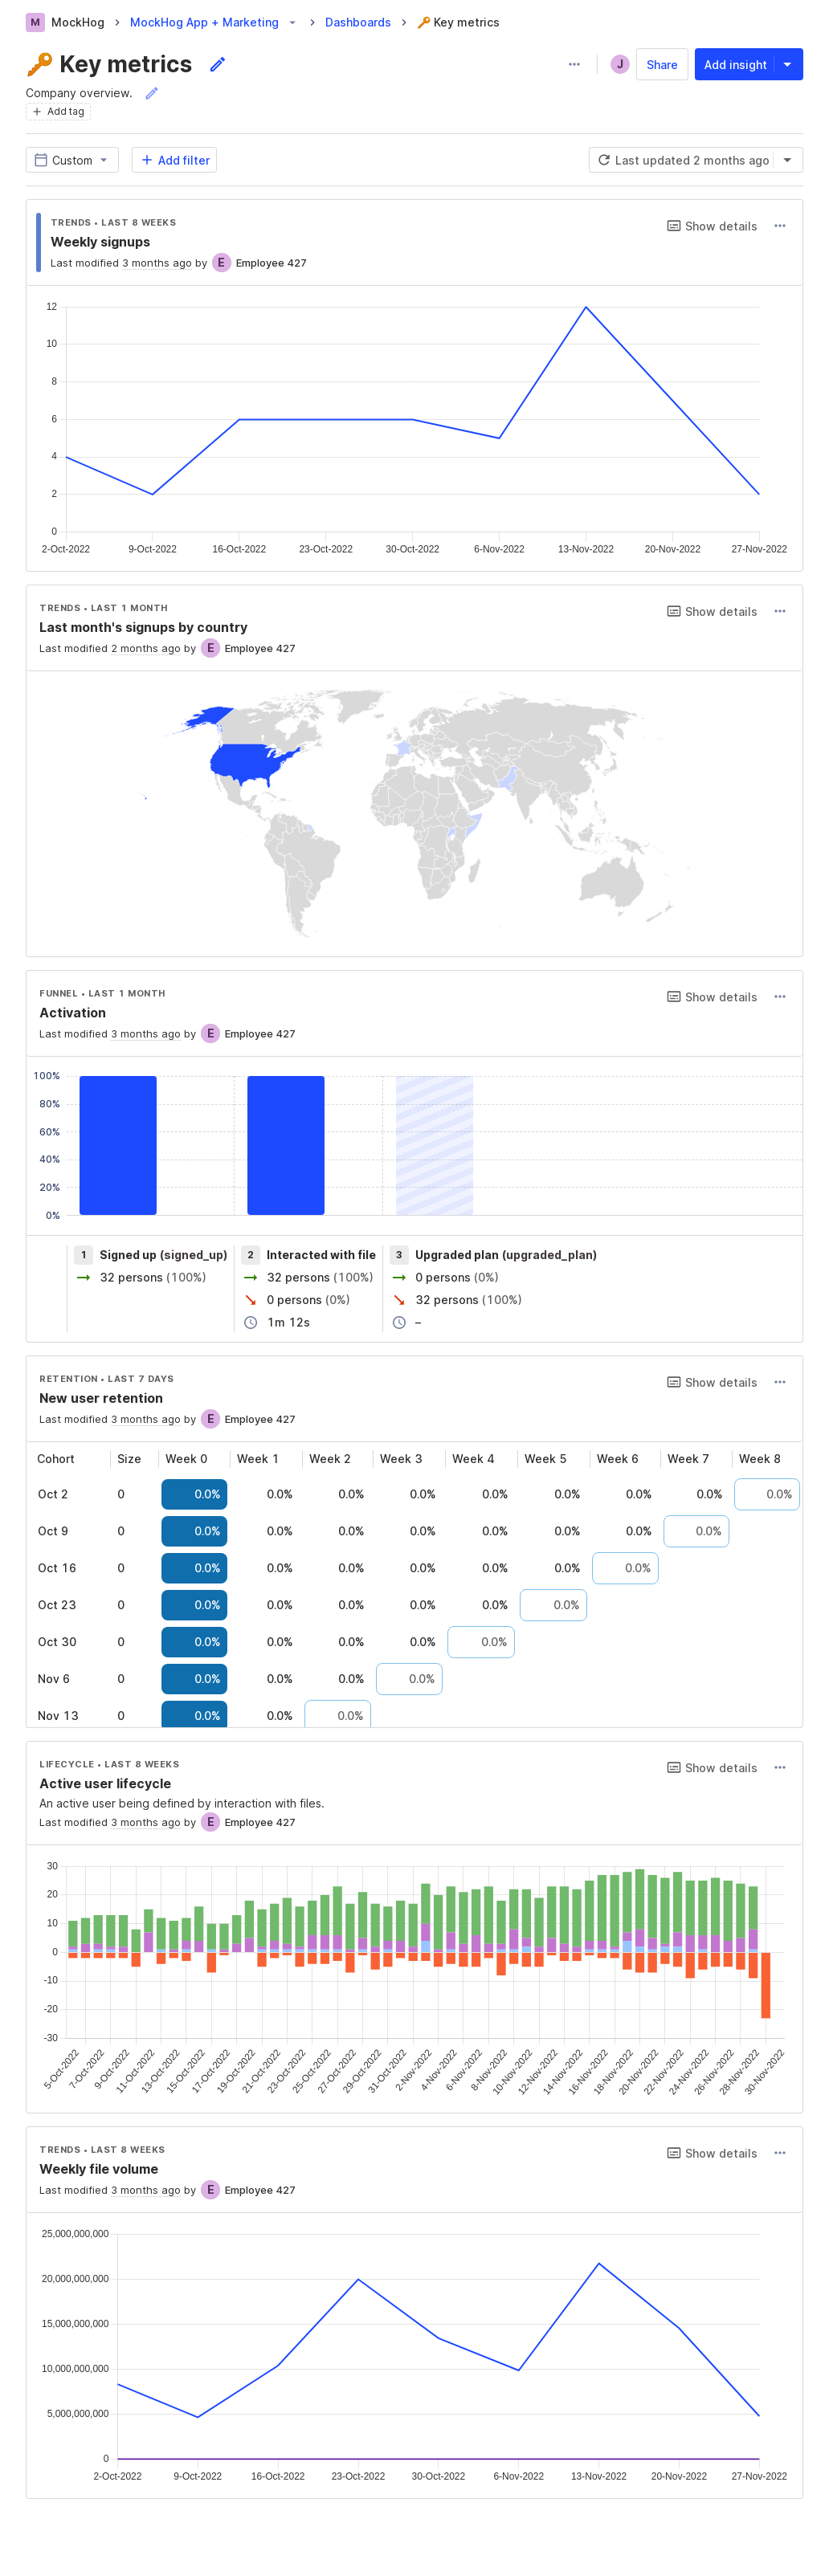 M MockHog > MockHog App + Marketing > Dashboards > 🔑 Key metrics
🔑 Key metrics
J Share Add insight
Company overview.
+ Add tag
Custom + Add filter Last updated 2 months ago
TRENDS • LAST 8 WEEKS Show details
Weekly signups
Last modified 3 months ago by E Employee 427
12
10
8
6
4
2
0
2-Oct-2022 9-Oct-2022 16-Oct-2022 23-Oct-2022 30-Oct-2022 6-Nov-2022 13-Nov-2022 20-Nov-2022 27-Nov-2022
TRENDS • LAST 1 MONTH Show details
Last month's signups by country
Last modified 2 months ago by E Employee 427
FUNNEL • LAST 1 MONTH Show details
Activation
Last modified 3 months ago by E Employee 427
100%
80%
60%
40%
20%
0%
1 Signed up (signed_up) 2 Interacted with file 3 Upgraded plan (upgraded_plan)
32 persons (100%) 32 persons (100%) 0 persons (0%)
0 persons (0%) 32 persons (100%)
1m 12s –
RETENTION • LAST 7 DAYS Show details
New user retention
Last modified 3 months ago by E Employee 427
Cohort Size Week 0 Week 1 Week 2 Week 3 Week 4 Week 5 Week 6 Week 7 Week 8
Oct 2 0 0.0% 0.0% 0.0% 0.0% 0.0% 0.0% 0.0% 0.0% 0.0%
Oct 9 0 0.0% 0.0% 0.0% 0.0% 0.0% 0.0% 0.0% 0.0%
Oct 16 0 0.0% 0.0% 0.0% 0.0% 0.0% 0.0% 0.0%
Oct 23 0 0.0% 0.0% 0.0% 0.0% 0.0% 0.0%
Oct 30 0 0.0% 0.0% 0.0% 0.0% 0.0%
Nov 6 0 0.0% 0.0% 0.0% 0.0%
Nov 13 0 0.0% 0.0% 0.0%
LIFECYCLE • LAST 8 WEEKS Show details
Active user lifecycle
An active user being defined by interaction with files.
Last modified 3 months ago by E Employee 427
30
20
10
0
-10
-20
-30
5-Oct-2022 7-Oct-2022 9-Oct-2022 11-Oct-2022 13-Oct-2022 15-Oct-2022 17-Oct-2022 19-Oct-2022 21-Oct-2022 23-Oct-2022 25-Oct-2022 27-Oct-2022 29-Oct-2022 31-Oct-2022 2-Nov-2022 4-Nov-2022 6-Nov-2022 8-Nov-2022 10-Nov-2022 12-Nov-2022 14-Nov-2022 16-Nov-2022 18-Nov-2022 20-Nov-2022 22-Nov-2022 24-Nov-2022 26-Nov-2022 28-Nov-2022 30-Nov-2022
TRENDS • LAST 8 WEEKS Show details
Weekly file volume
Last modified 3 months ago by E Employee 427
25,000,000,000
20,000,000,000
15,000,000,000
10,000,000,000
5,000,000,000
0
2-Oct-2022 9-Oct-2022 16-Oct-2022 23-Oct-2022 30-Oct-2022 6-Nov-2022 13-Nov-2022 20-Nov-2022 27-Nov-2022